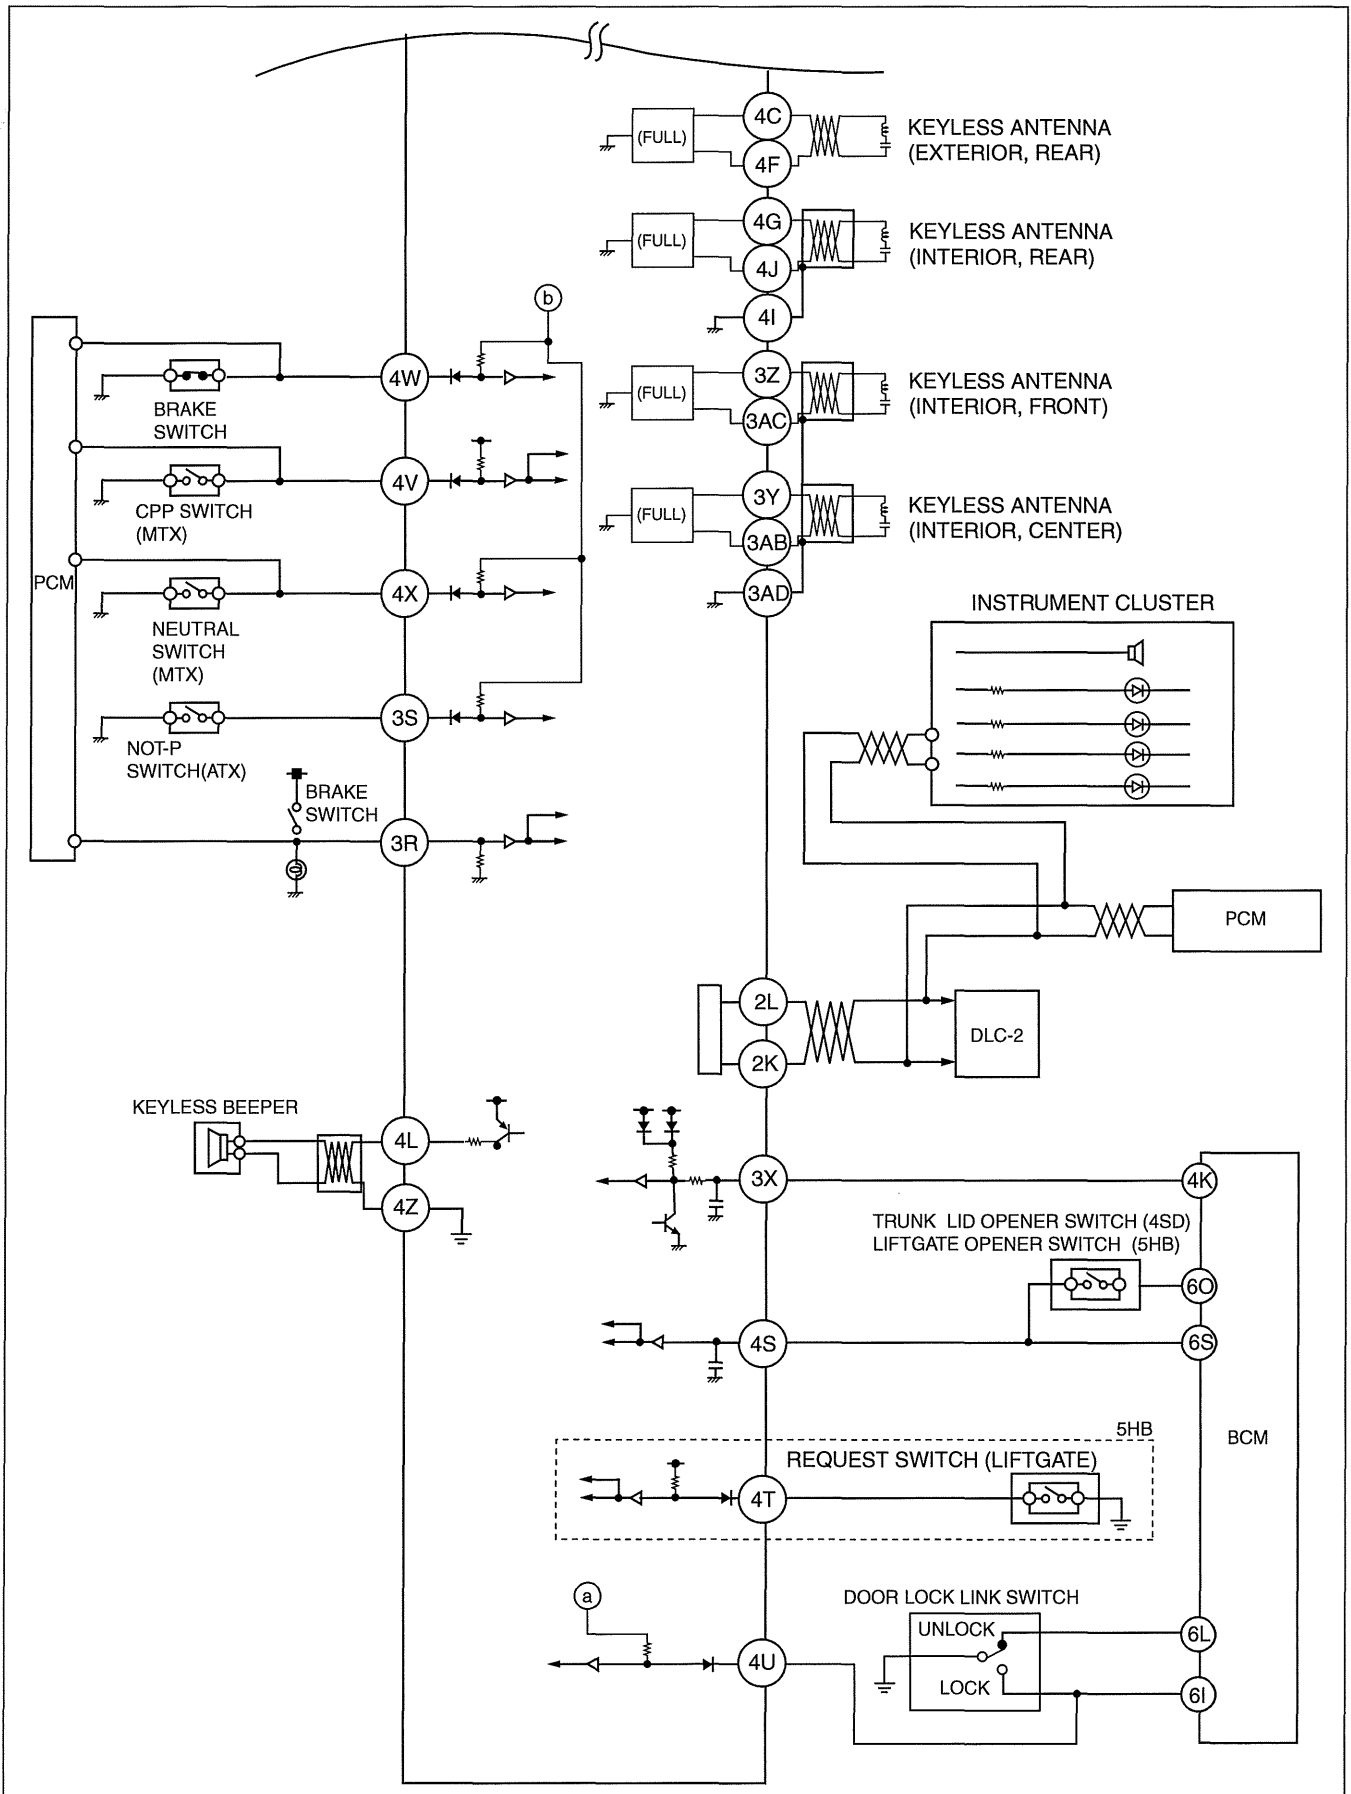 4C
(FULL)
4F
KEYLESS ANTENNA
(EXTERIOR, REAR)
4G
(FULL)
4J
KEYLESS ANTENNA
(INTERIOR, REAR)
4I
b
3Z
(FULL)
3AC
KEYLESS ANTENNA
(INTERIOR, FRONT)
4W
BRAKE
SWITCH
4V
CPP SWITCH
(MTX)
3Y
(FULL)
3AB
KEYLESS ANTENNA
(INTERIOR, CENTER)
3AD
PCM
4X
NEUTRAL
SWITCH
(MTX)
INSTRUMENT CLUSTER
3S
NOT-P
SWITCH(ATX)
BRAKE
SWITCH
3R
PCM
2L
DLC-2
2K
KEYLESS BEEPER
4L
4Z
3X
4K
TRUNK LID OPENER SWITCH (4SD)
LIFTGATE OPENER SWITCH (5HB)
6O
4S
6S
5HB
BCM
REQUEST SWITCH (LIFTGATE)
4T
a
DOOR LOCK LINK SWITCH
UNLOCK
6L
4U
LOCK
6I